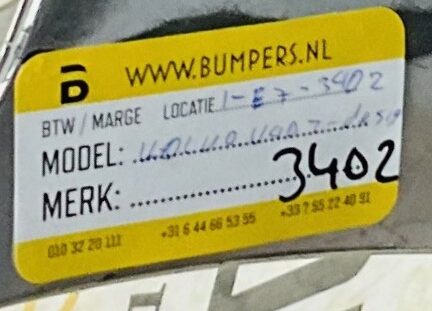 WWW.BUMPERS.NL
BTW / MARGE LOCATIE 1-E7-3402
MODEL:
MERK: 3402
010 32 20 111 +31 6 44 66 53 55 +33 7 55 22 40 91